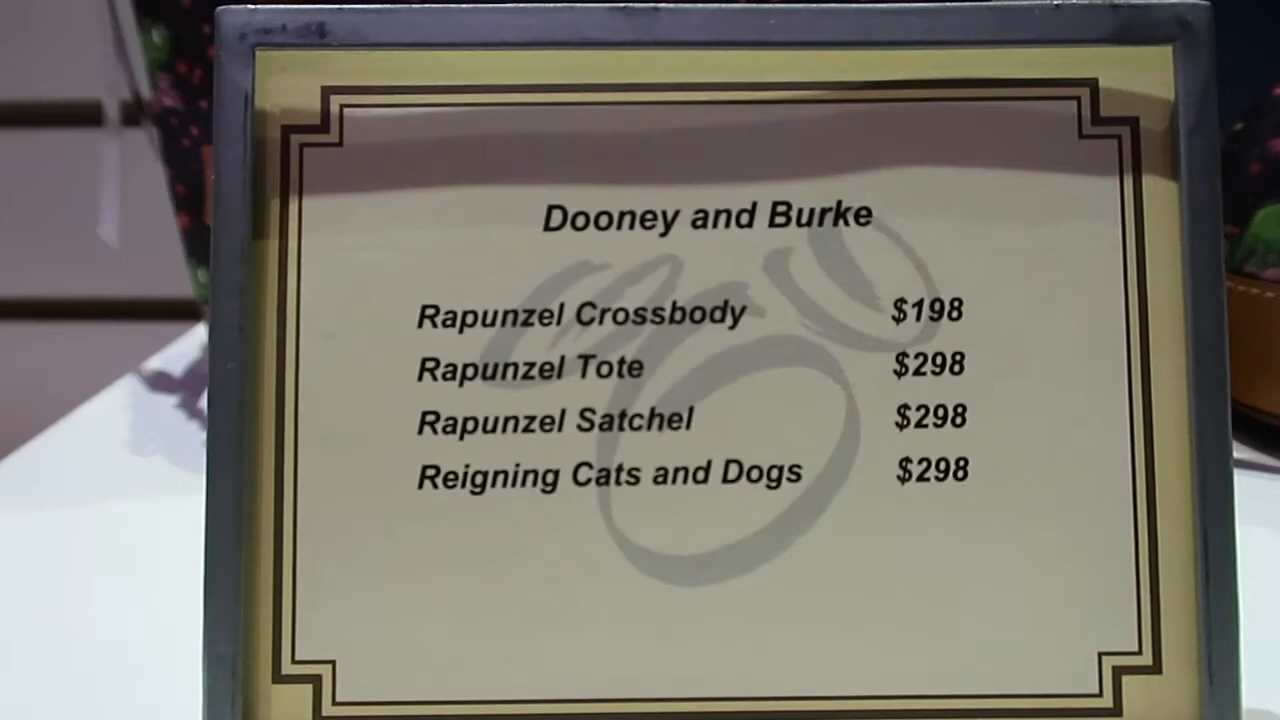 Dooney and Burke
Rapunzel Crossbody $198
Rapunzel Tote $298
Rapunzel Satchel $298
Reigning Cats and Dogs $298